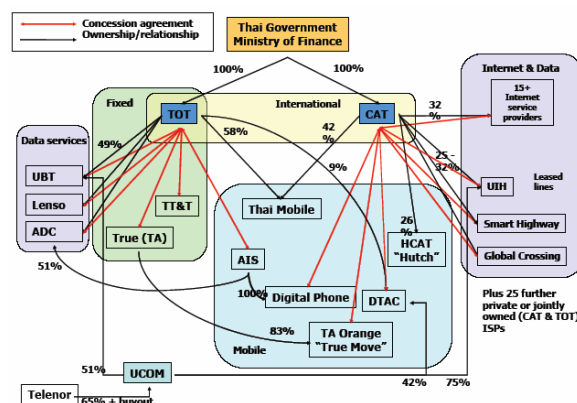 Concession agreement
Ownership/relationship
Thai Government
Ministry of Finance
Internet & Data
100%
100%
15+
Internet
service
providers
Fixed
International
32
%
TOT
CAT
Data services
49%
58%
42
%
25 -
32%
9%
UBT
UIH
Leased
lines
Lenso
TT&T
Thai Mobile
ADC
True (TA)
26
%
HCAT
“Hutch”
Smart Highway
AIS
Global Crossing
51%
100%
Digital Phone
DTAC
Plus 25 further
private or jointly
owned (CAT & TOT)
ISPs
83%
TA Orange
“True Move”
Mobile
51%
UCOM
42%
75%
Telenor
65% + buyout